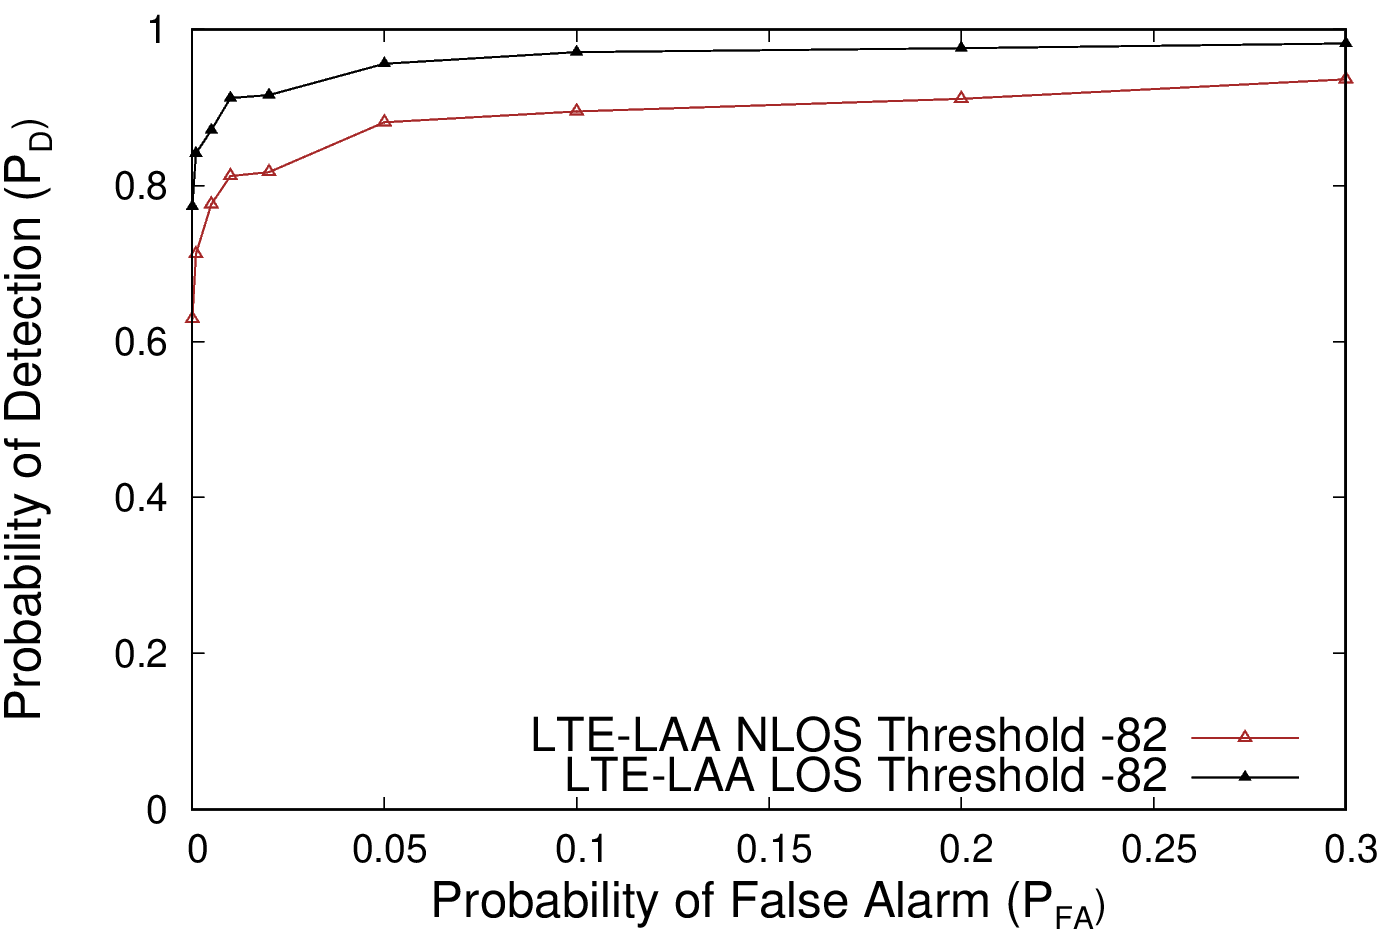 1
0.8
0.6
0.4
0.2
0
Probability of Detection (P_D)
LTE-LAA NLOS Threshold -82
LTE-LAA LOS Threshold -82
0 0.05 0.1 0.15 0.2 0.25 0.3
Probability of False Alarm (P_FA)